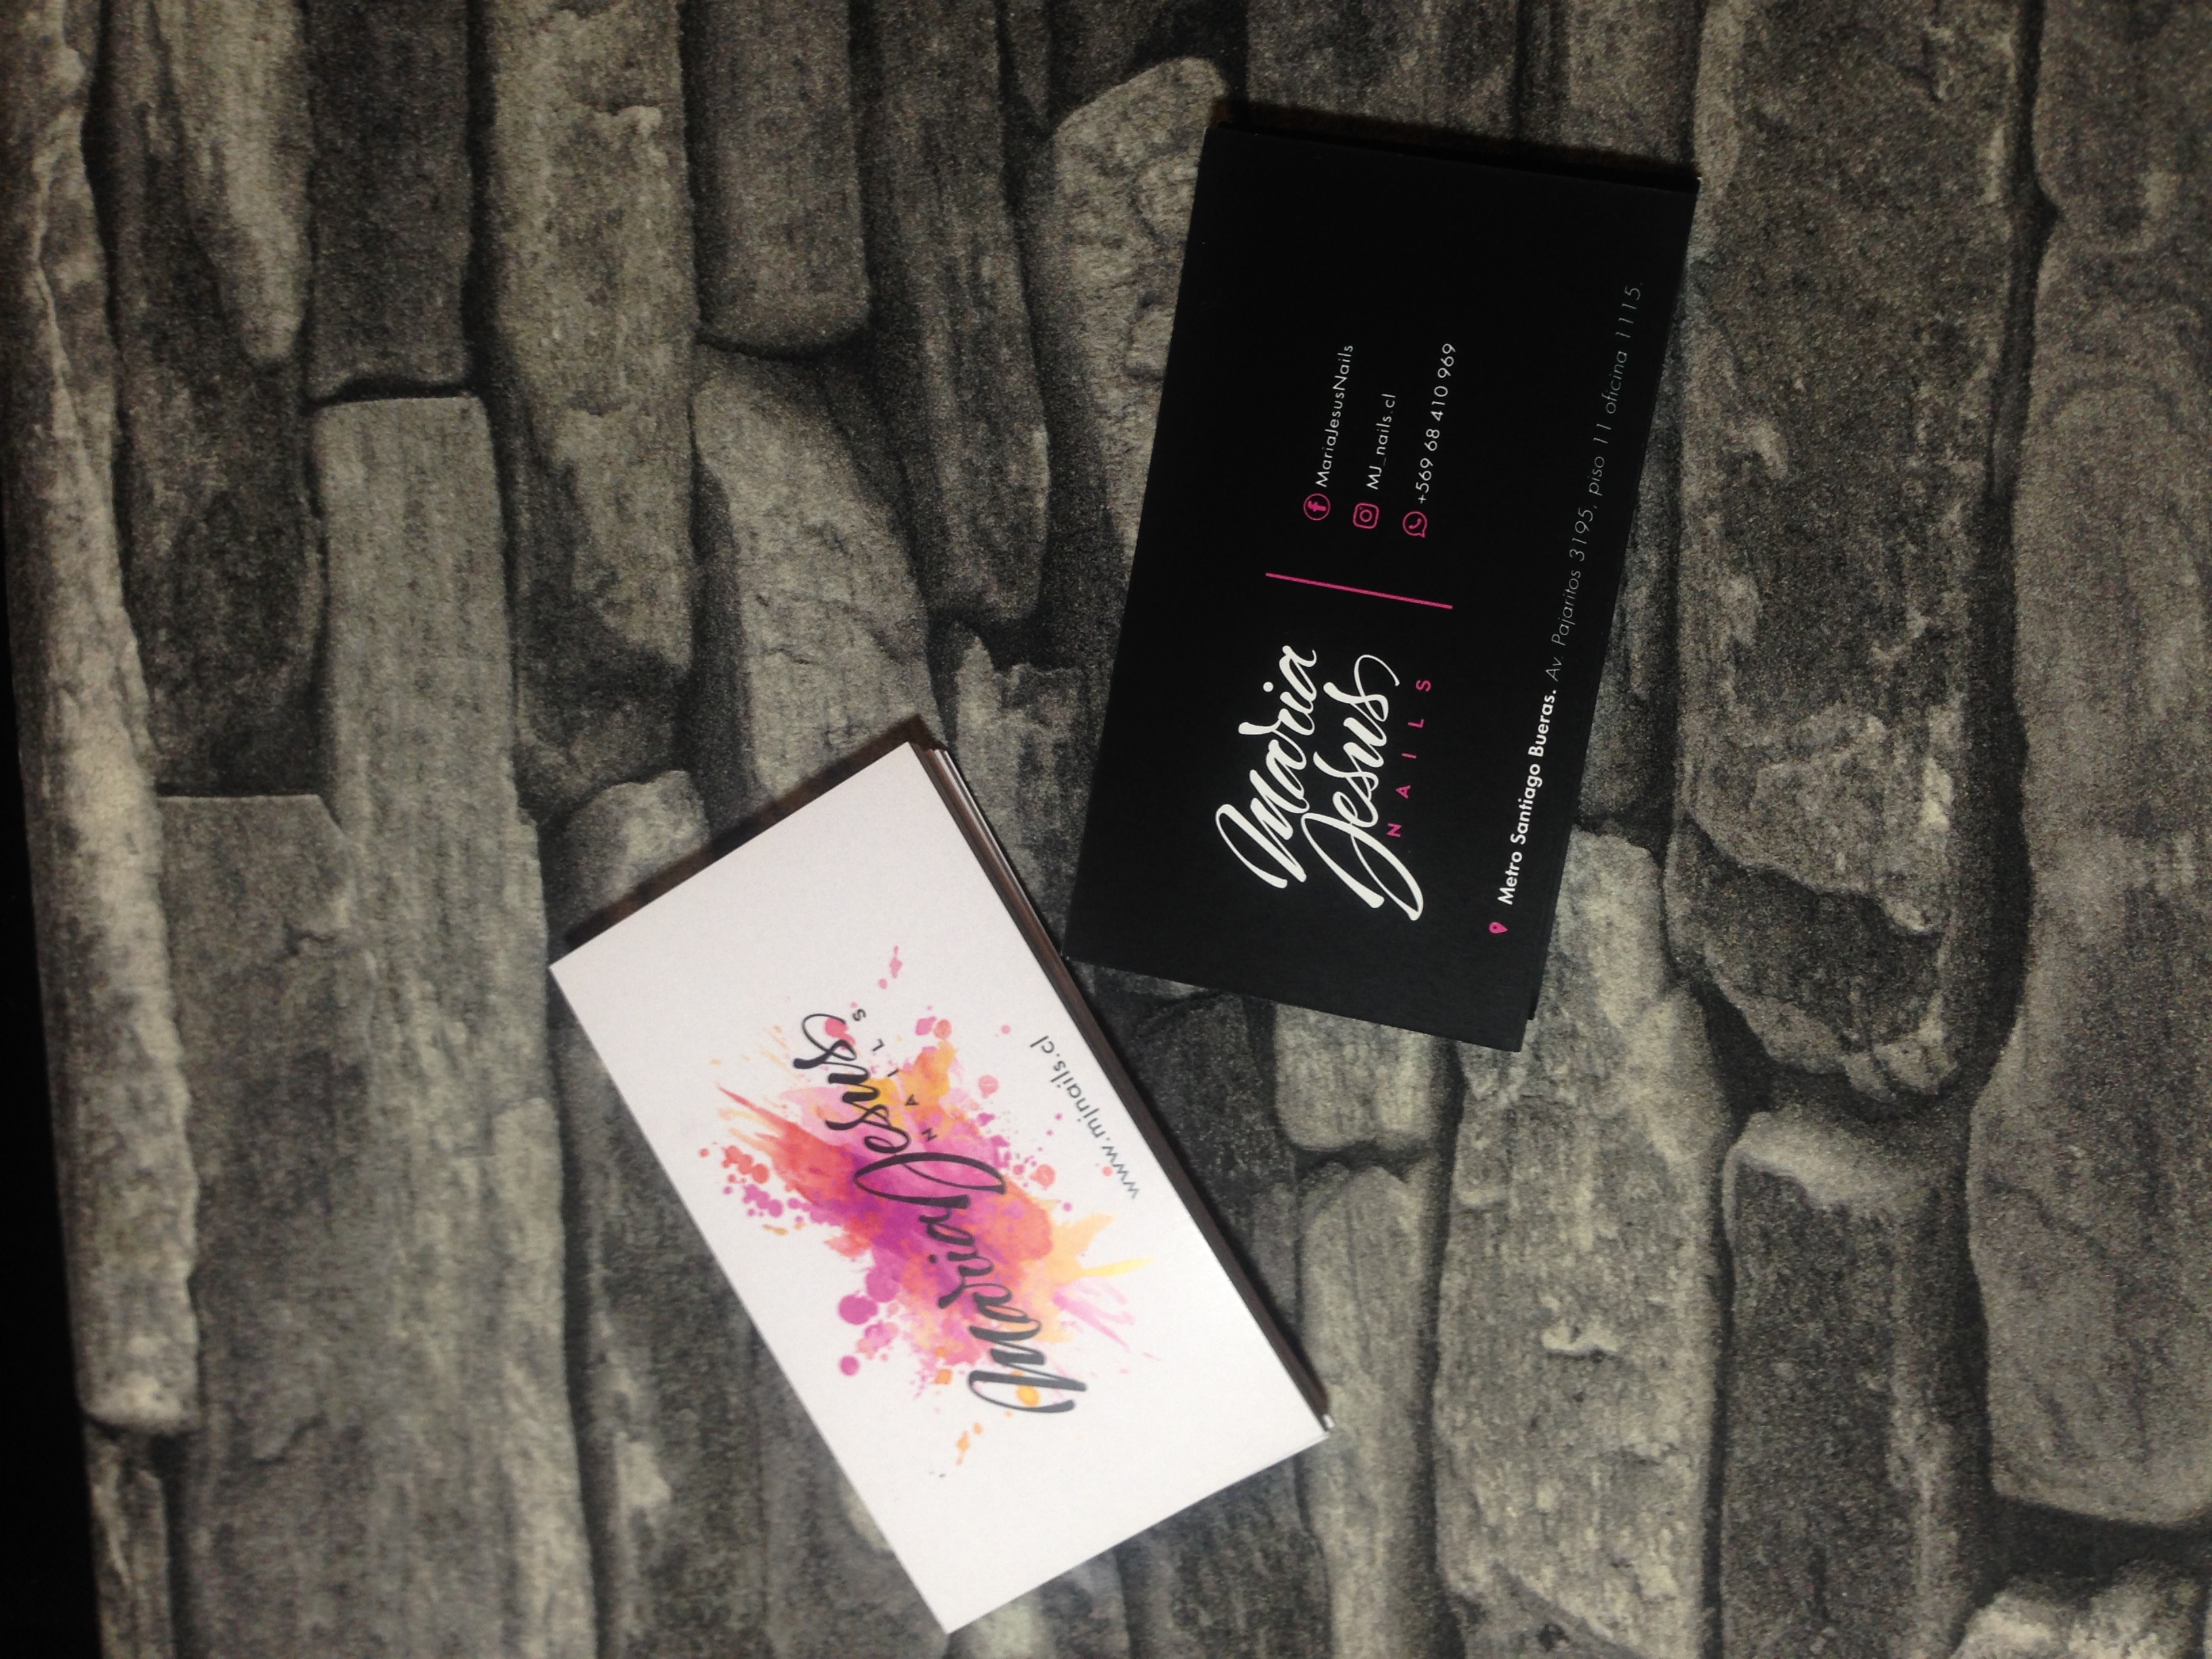 Maria Jesus
NAILS
www.mjnails.cl
Maria
Jesus
NAILS
MariaJesusNails
MJ_nails.cl
+569 68 410 969
Metro Santiago Bueras. Av. Pajaritos 3195, piso 11 oficina 1115.